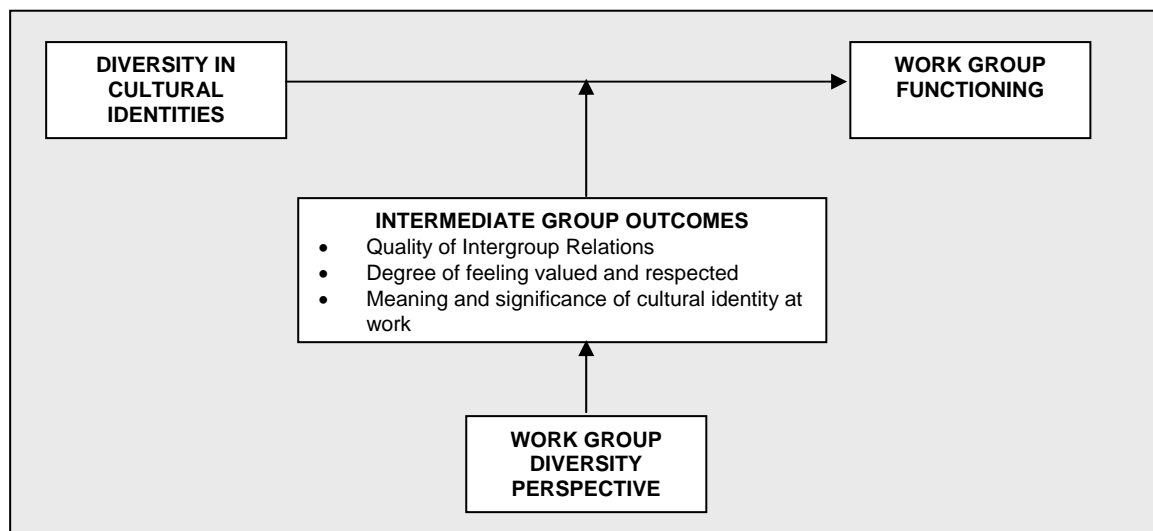 DIVERSITY IN
CULTURAL
IDENTITIES
WORK GROUP
FUNCTIONING
INTERMEDIATE GROUP OUTCOMES
• Quality of Intergroup Relations
• Degree of feeling valued and respected
• Meaning and significance of cultural identity at
work
WORK GROUP
DIVERSITY
PERSPECTIVE